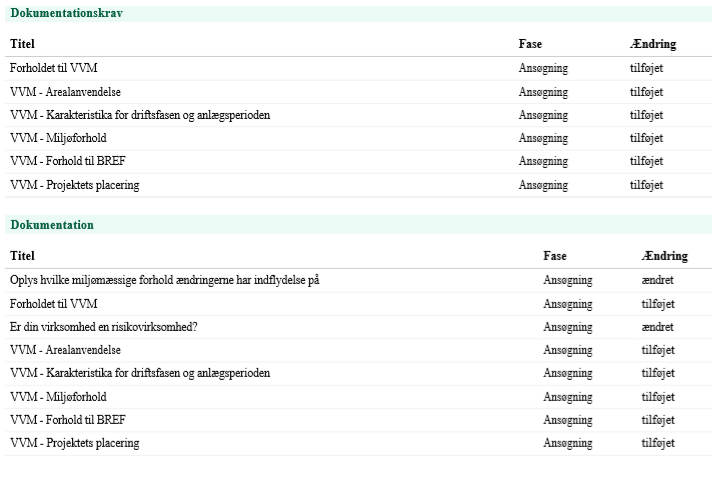 Dokumentationskrav
Titel Fase Ændring
Forholdet til VVM Ansøgning tilføjet
VVM - Arealanvendelse Ansøgning tilføjet
VVM - Karakteristika for driftsfasen og anlægsperioden Ansøgning tilføjet
VVM - Miljøforhold Ansøgning tilføjet
VVM - Forhold til BREF Ansøgning tilføjet
VVM - Projektets placering Ansøgning tilføjet
Dokumentation
Titel Fase Ændring
Oplys hvilke miljømæssige forhold ændringerne har indflydelse på Ansøgning ændret
Forholdet til VVM Ansøgning tilføjet
Er din virksomhed en risikovirksomhed? Ansøgning ændret
VVM - Arealanvendelse Ansøgning tilføjet
VVM - Karakteristika for driftsfasen og anlægsperioden Ansøgning tilføjet
VVM - Miljøforhold Ansøgning tilføjet
VVM - Forhold til BREF Ansøgning tilføjet
VVM - Projektets placering Ansøgning tilføjet